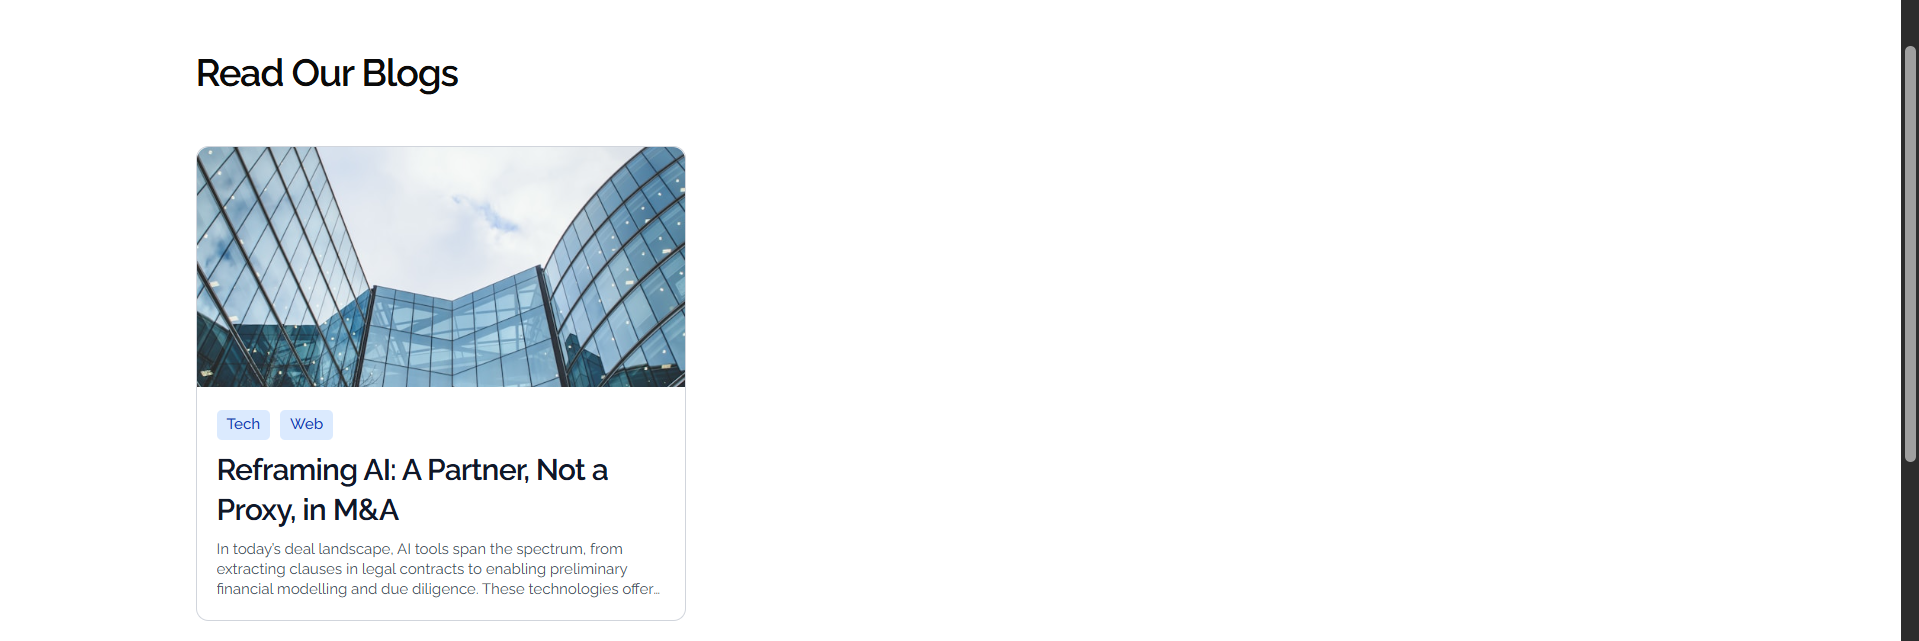 Read Our Blogs
Tech Web
Reframing AI: A Partner, Not a
Proxy, in M&A
In today's deal landscape, AI tools span the spectrum, from
extracting clauses in legal contracts to enabling preliminary
financial modelling and due diligence. These technologies offer...